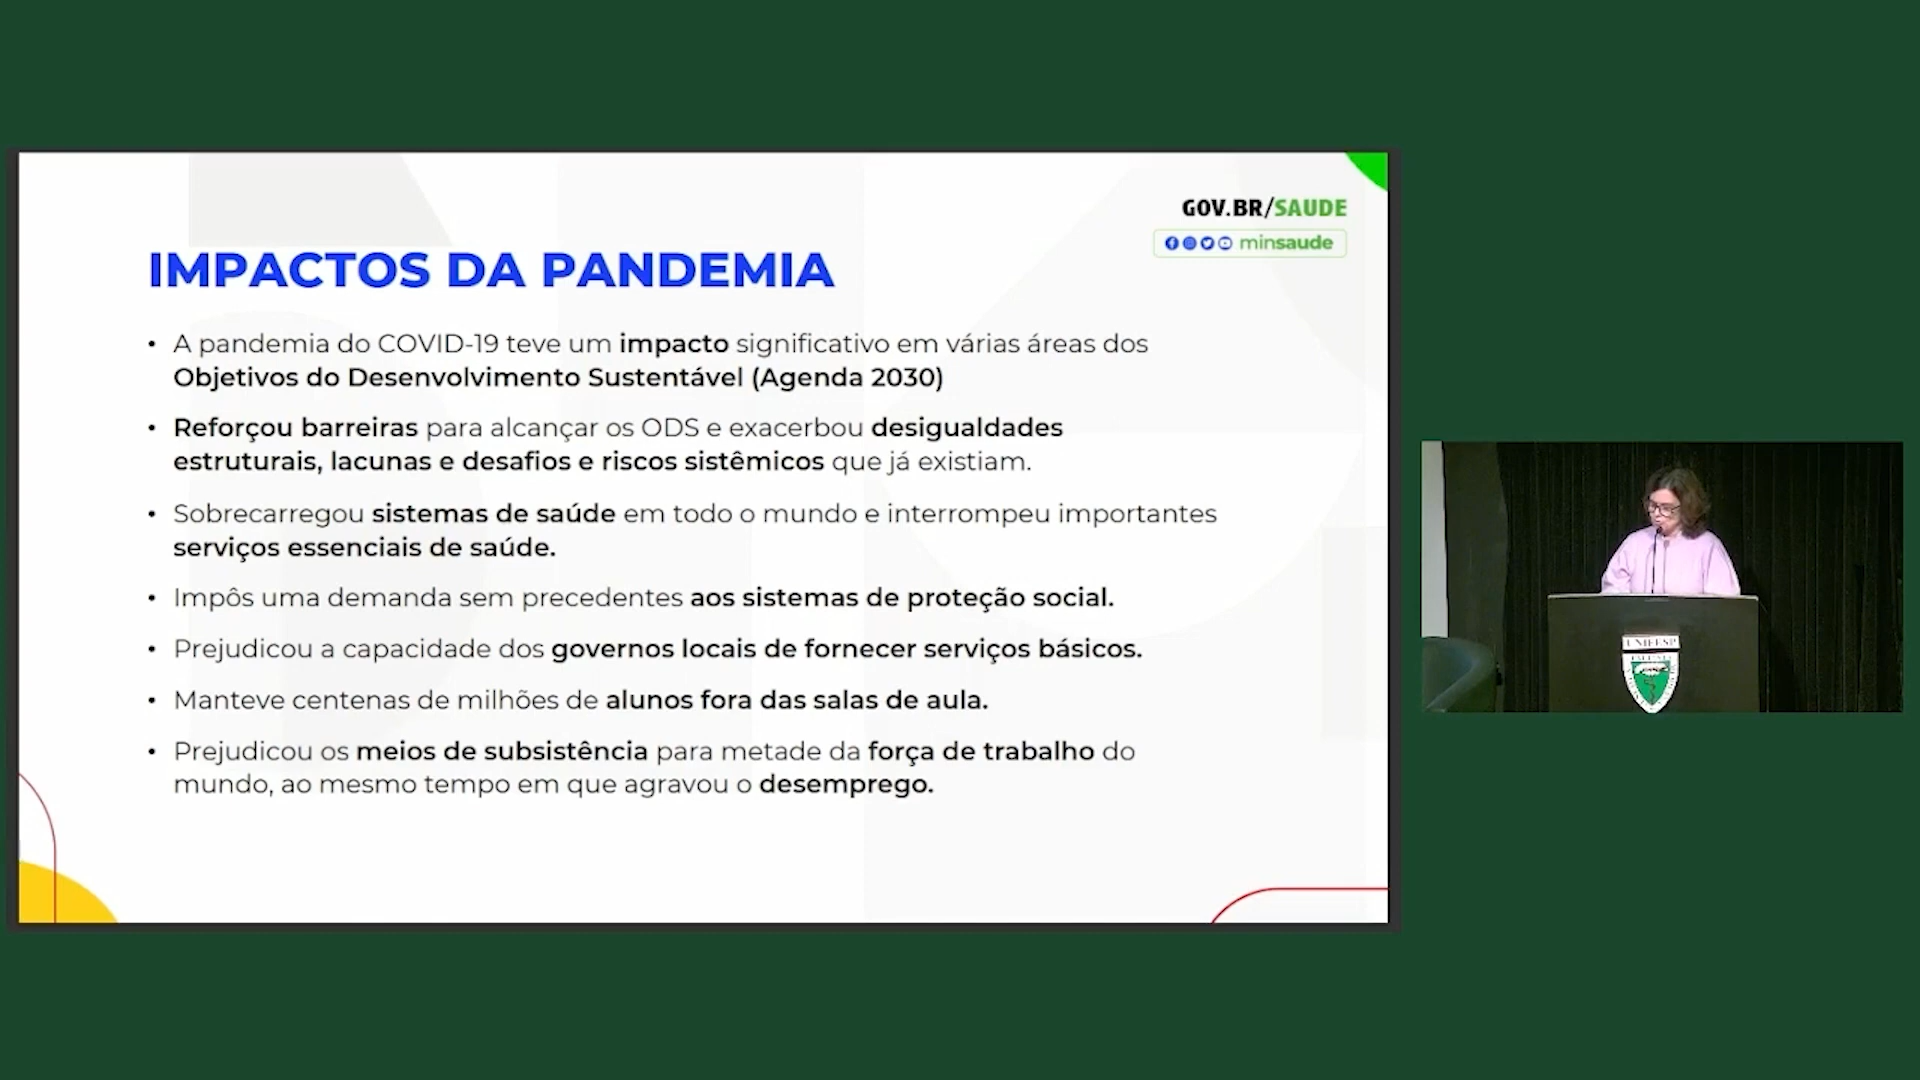 GOV.BR/SAUDE
minsaude
IMPACTOS DA PANDEMIA
• A pandemia do COVID-19 teve um impacto significativo em várias áreas dos
Objetivos do Desenvolvimento Sustentável (Agenda 2030)
• Reforçou barreiras para alcançar os ODS e exacerbou desigualdades
estruturais, lacunas e desafios e riscos sistêmicos que já existiam.
• Sobrecarregou sistemas de saúde em todo o mundo e interrompeu importantes
serviços essenciais de saúde.
• Impôs uma demanda sem precedentes aos sistemas de proteção social.
• Prejudicou a capacidade dos governos locais de fornecer serviços básicos.
• Manteve centenas de milhões de alunos fora das salas de aula.
• Prejudicou os meios de subsistência para metade da força de trabalho do
mundo, ao mesmo tempo em que agravou o desemprego.
UNIFESP